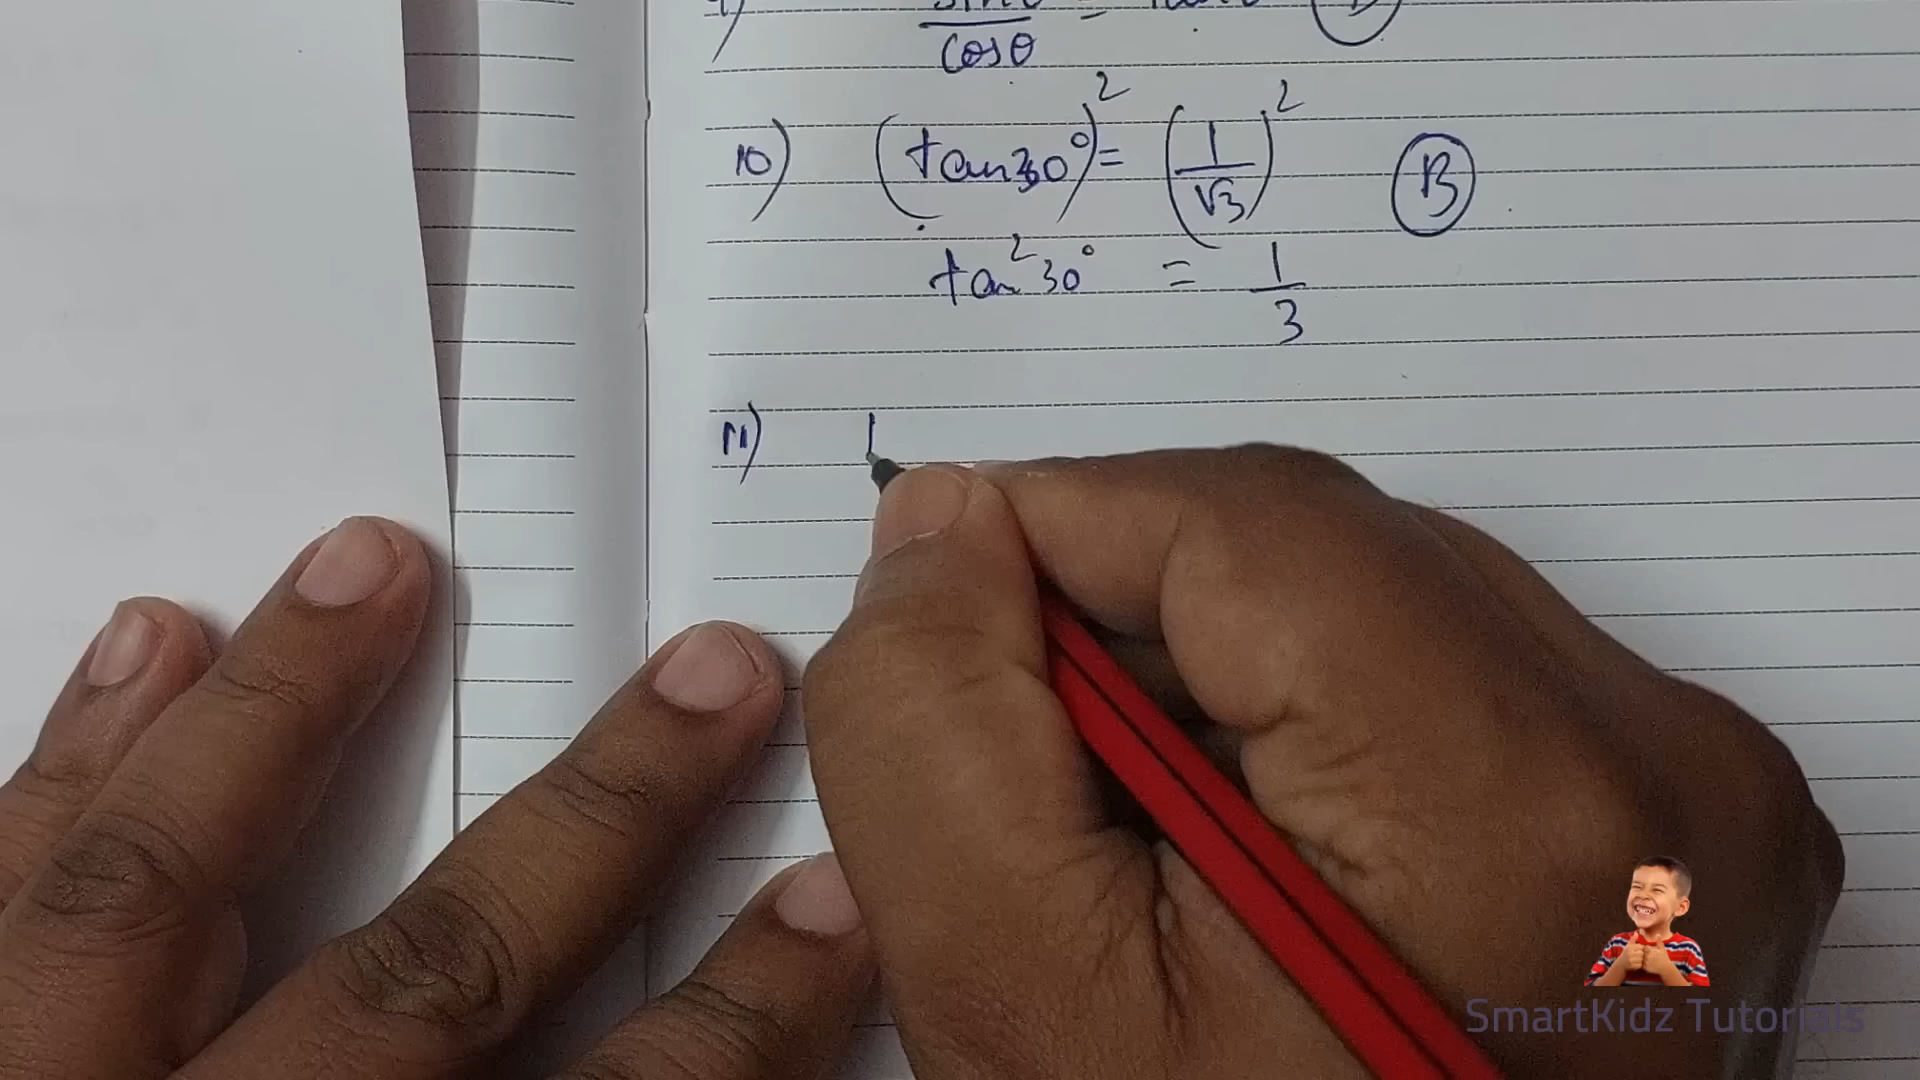 cosθ
10) (tan30°)² = (1/√3)² B
tan²30° = 1/3
11) 1
SmartKidz Tutorials